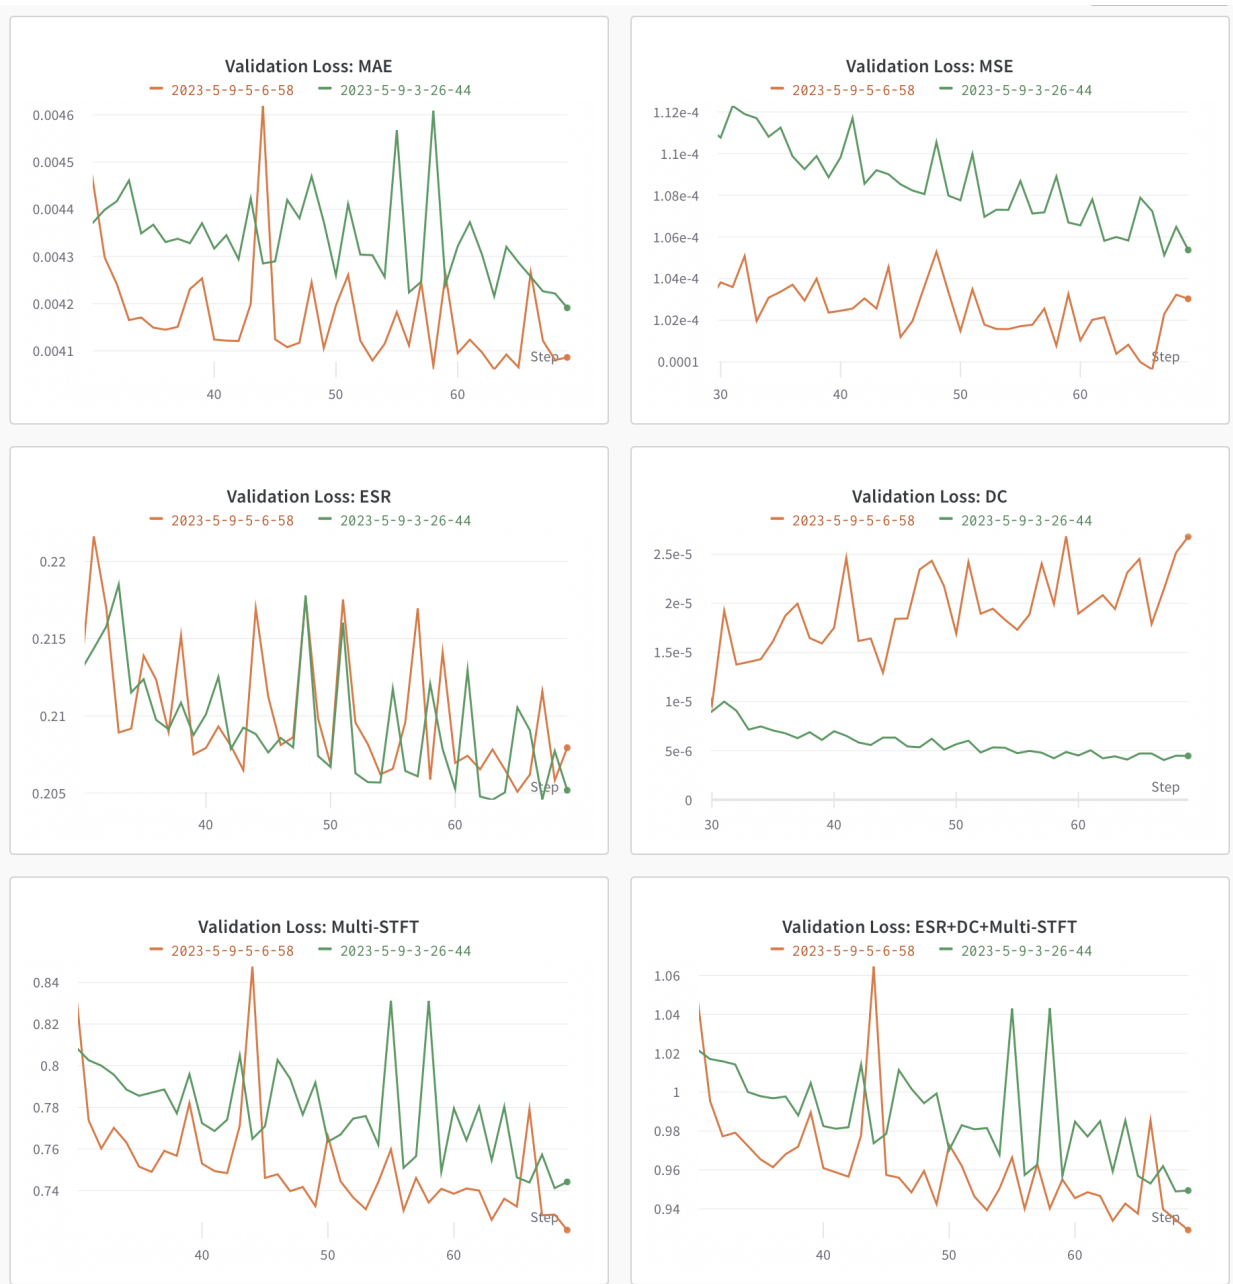 Validation Loss: MAE
2023-5-9-5-6-58 2023-5-9-3-26-44
0.0046
0.0045
0.0044
0.0043
0.0042
0.0041
Step
40 50 60
Validation Loss: MSE
2023-5-9-5-6-58 2023-5-9-3-26-44
1.12e-4
1.1e-4
1.08e-4
1.06e-4
1.04e-4
1.02e-4
0.0001
Step
30 40 50 60
Validation Loss: ESR
2023-5-9-5-6-58 2023-5-9-3-26-44
0.22
0.215
0.21
0.205
Step
40 50 60
Validation Loss: DC
2023-5-9-5-6-58 2023-5-9-3-26-44
2.5e-5
2e-5
1.5e-5
1e-5
5e-6
Step
0
30 40 50 60
Validation Loss: Multi-STFT
2023-5-9-5-6-58 2023-5-9-3-26-44
0.84
0.82
0.8
0.78
0.76
0.74
Step
40 50 60
Validation Loss: ESR+DC+Multi-STFT
2023-5-9-5-6-58 2023-5-9-3-26-44
1.06
1.04
1.02
1
0.98
0.96
0.94
Step
40 50 60